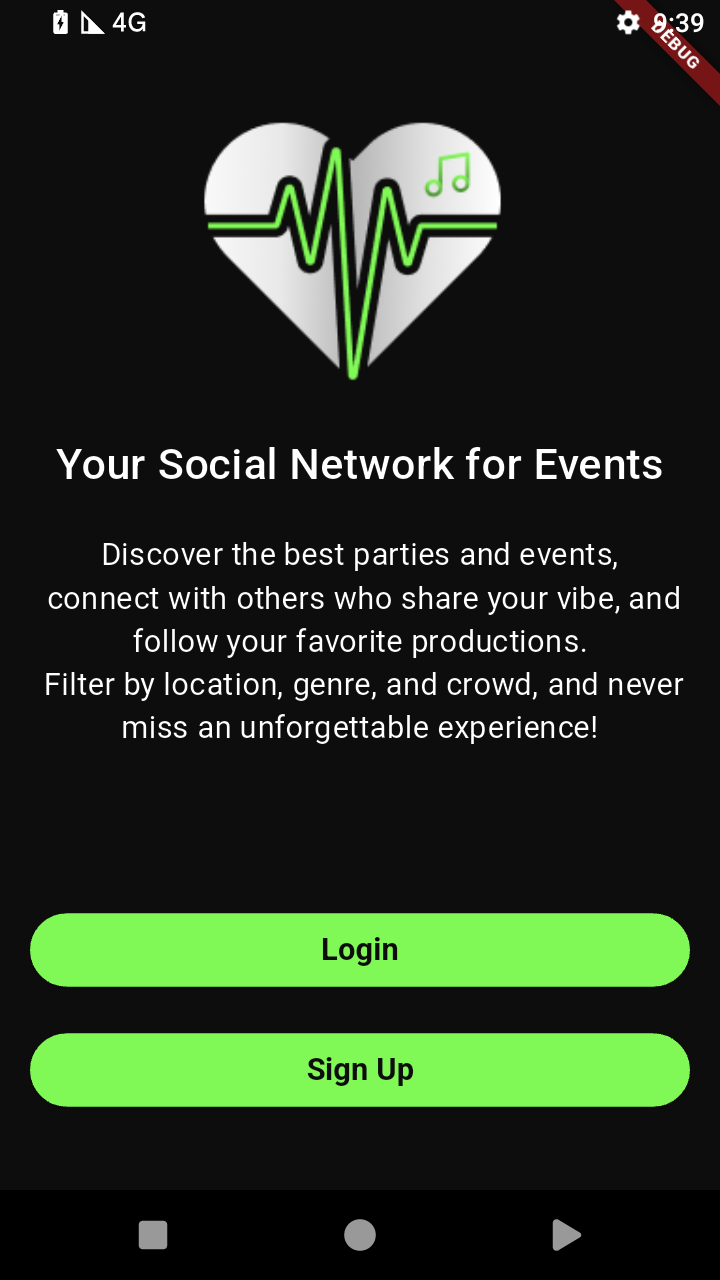 4G
9:39
DEBUG
Your Social Network for Events
Discover the best parties and events,
connect with others who share your vibe, and
follow your favorite productions.
Filter by location, genre, and crowd, and never
miss an unforgettable experience!
Login
Sign Up